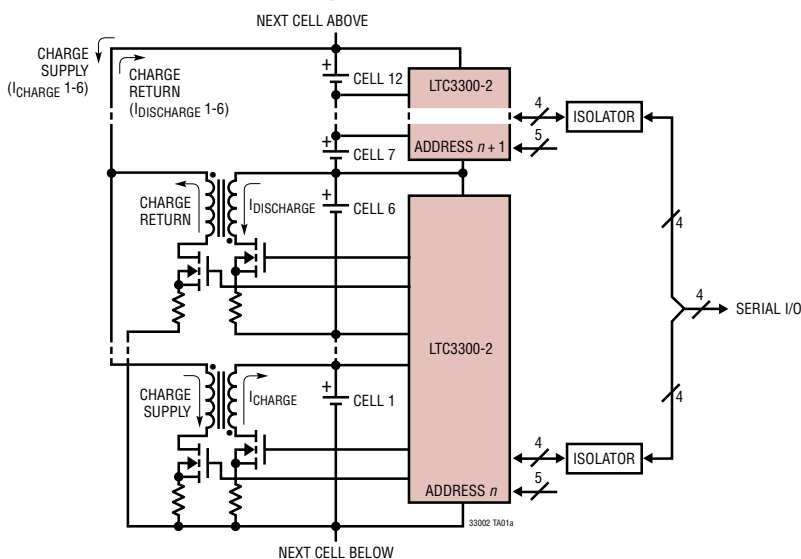 NEXT CELL ABOVE
CHARGE
SUPPLY
(ICHARGE 1-6)
CHARGE
RETURN
(IDISCHARGE 1-6)
CELL 12
LTC3300-2
4
ISOLATOR
ADDRESS n + 1
5
CELL 7
CHARGE
RETURN
IDISCHARGE
CELL 6
4
4
SERIAL I/O
LTC3300-2
CHARGE
SUPPLY
ICHARGE
CELL 1
4
4
ISOLATOR
ADDRESS n
5
33002 TA01a
NEXT CELL BELOW